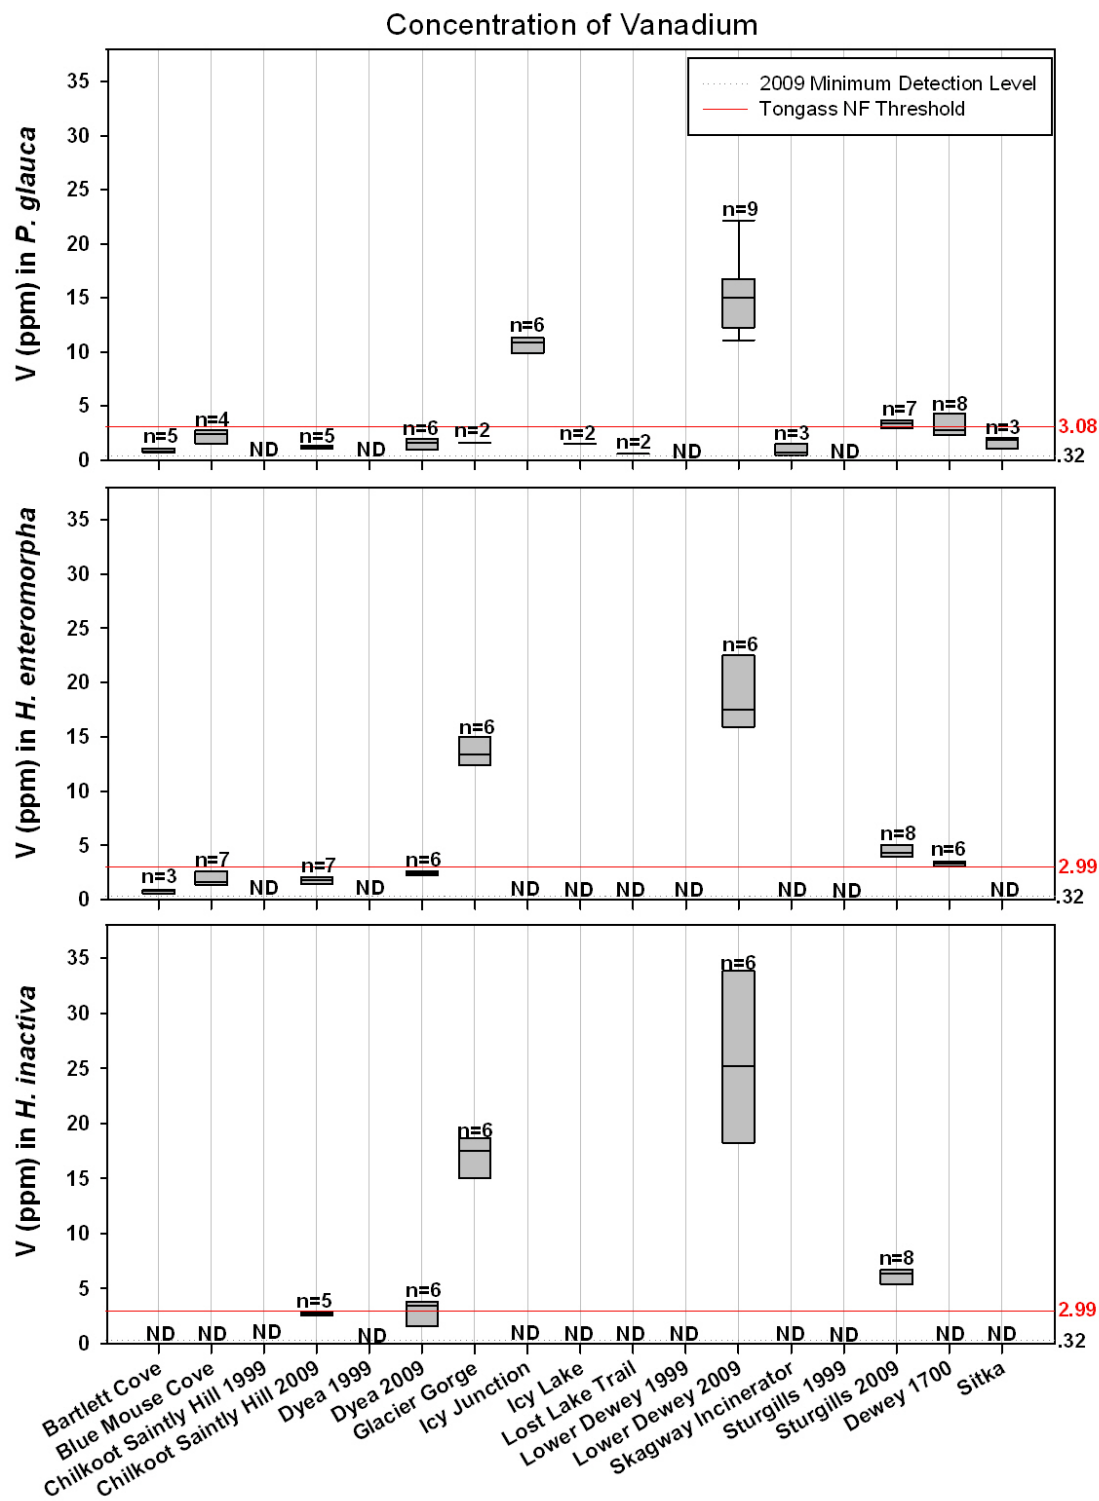 Concentration of Vanadium
2009 Minimum Detection Level
Tongass NF Threshold
V (ppm) in P. glauca
35
30
25
20
15
10
5
0
n=5
n=4
ND
n=5
ND
n=6
n=2
n=6
n=2
n=2
ND
n=9
n=3
ND
n=7
n=8
n=3
3.08
.32
V (ppm) in H. enteromorpha
35
30
25
20
15
10
5
0
n=3
n=7
ND
n=7
ND
n=6
n=6
ND
ND
ND
ND
n=6
ND
ND
n=8
n=6
ND
2.99
.32
V (ppm) in H. inactiva
35
30
25
20
15
10
5
0
ND
ND
ND
n=5
ND
n=6
n=6
ND
ND
ND
ND
n=6
ND
ND
n=8
ND
ND
2.99
.32
Bartlett Cove
Blue Mouse Cove
Chilkoot Saintly Hill 1999
Chilkoot Saintly Hill 2009
Dyea 1999
Dyea 2009
Glacier Gorge
Icy Junction
Icy Lake
Lost Lake Trail
Lower Dewey 1999
Lower Dewey 2009
Skagway Incinerator
Sturgills 1999
Sturgills 2009
Dewey 1700
Sitka